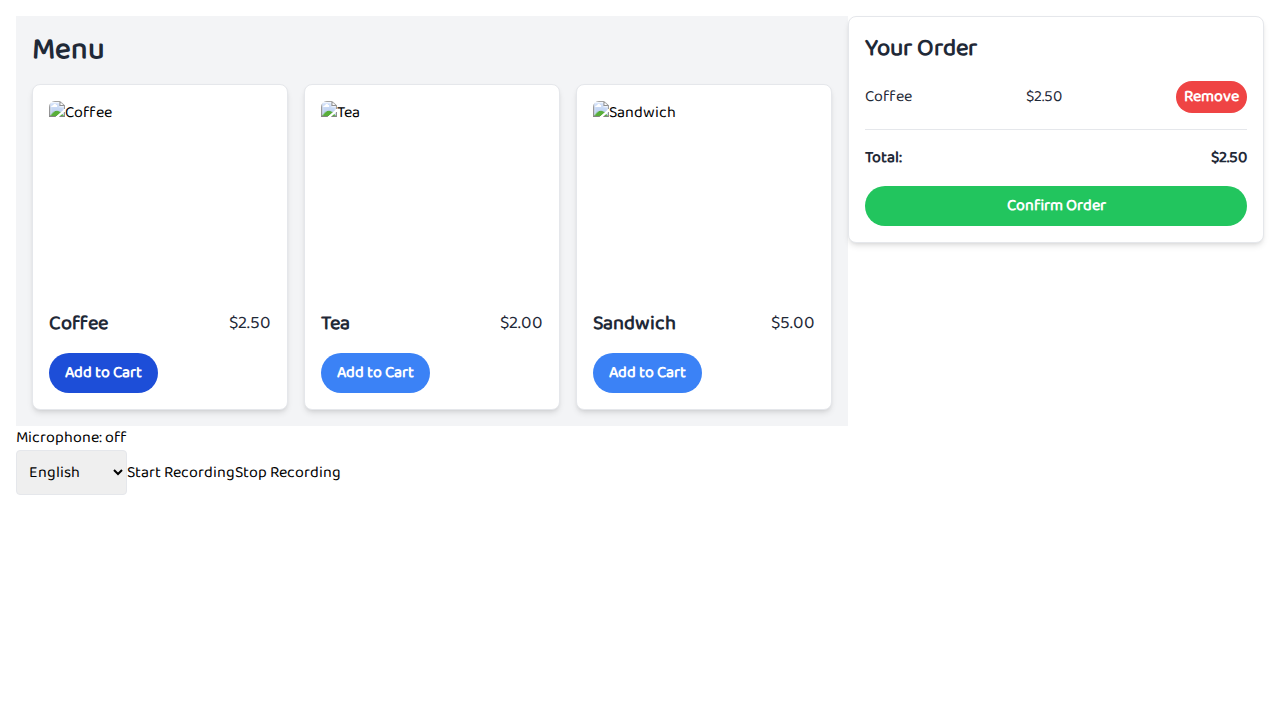 Menu
Coffee
Coffee $2.50
Add to Cart
Tea
Tea $2.00
Add to Cart
Sandwich
Sandwich $5.00
Add to Cart
Your Order
Coffee $2.50 Remove
Total: $2.50
Confirm Order
Microphone: off
English Start RecordingStop Recording